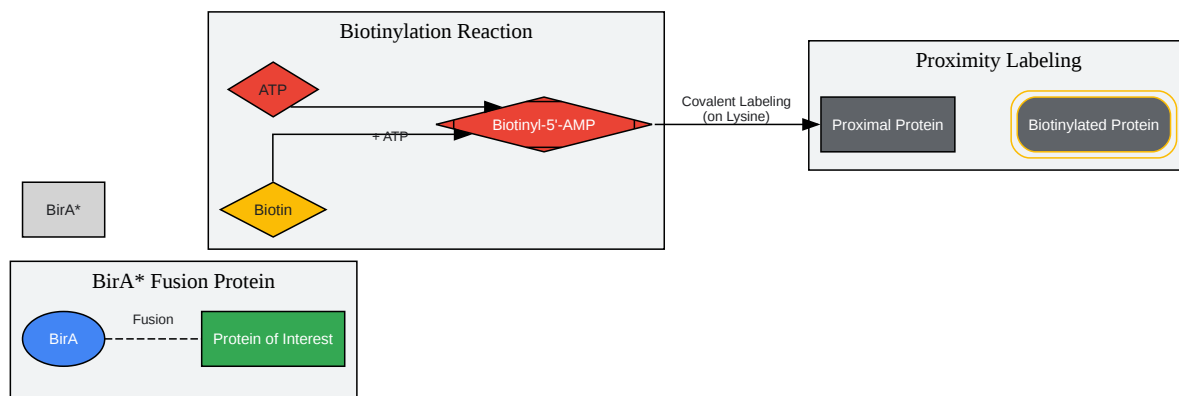 Biotinylation Reaction
Proximity Labeling
ATP
Covalent Labeling
(on Lysine)
Biotinyl-5'-AMP
Proximal Protein
Biotinylated Protein
+ ATP
BirA*
Biotin
BirA* Fusion Protein
Fusion
BirA
Protein of Interest